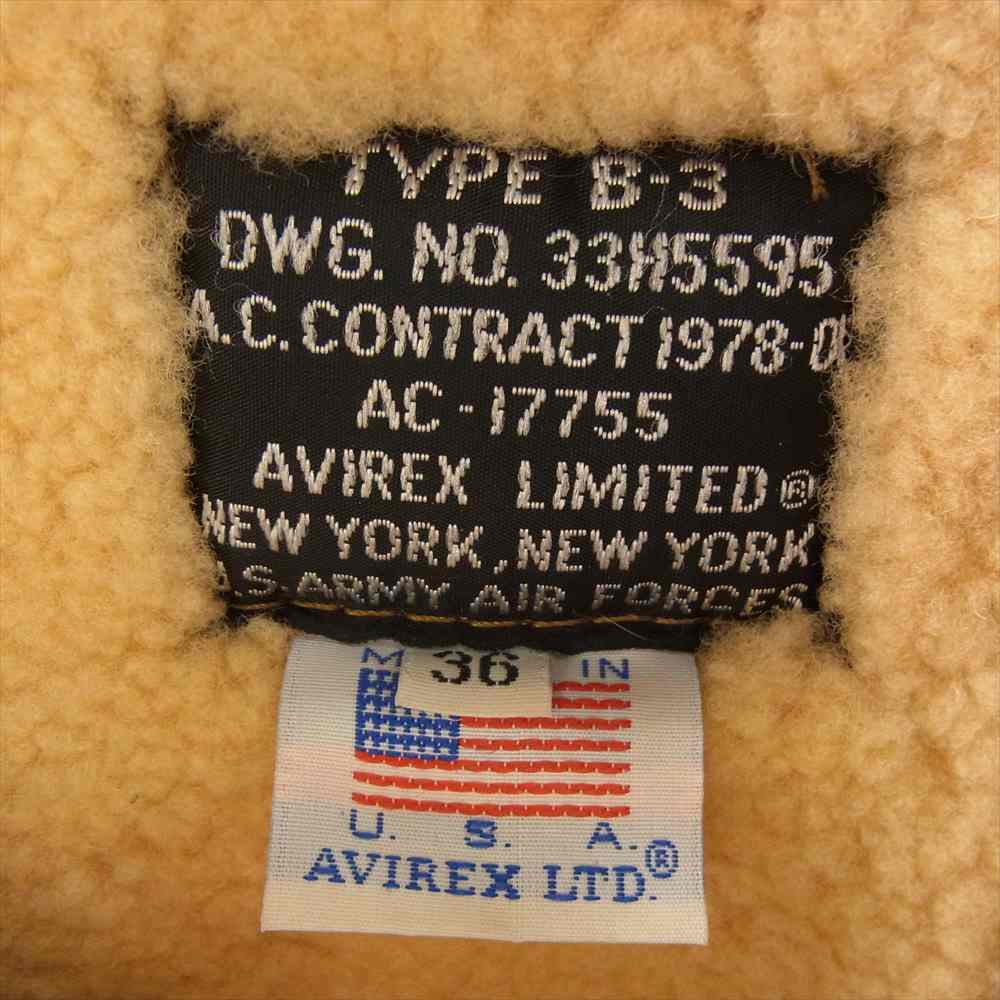 TYPE B-3
DWG. NO. 33H5595
A.C. CONTRACT 1978-0
AC-17755
AVIREX LIMITED®
NEW YORK, NEW YORK
ARMY AIR FORCES
M 36 IN
U. S. A.
AVIREX LTD.®